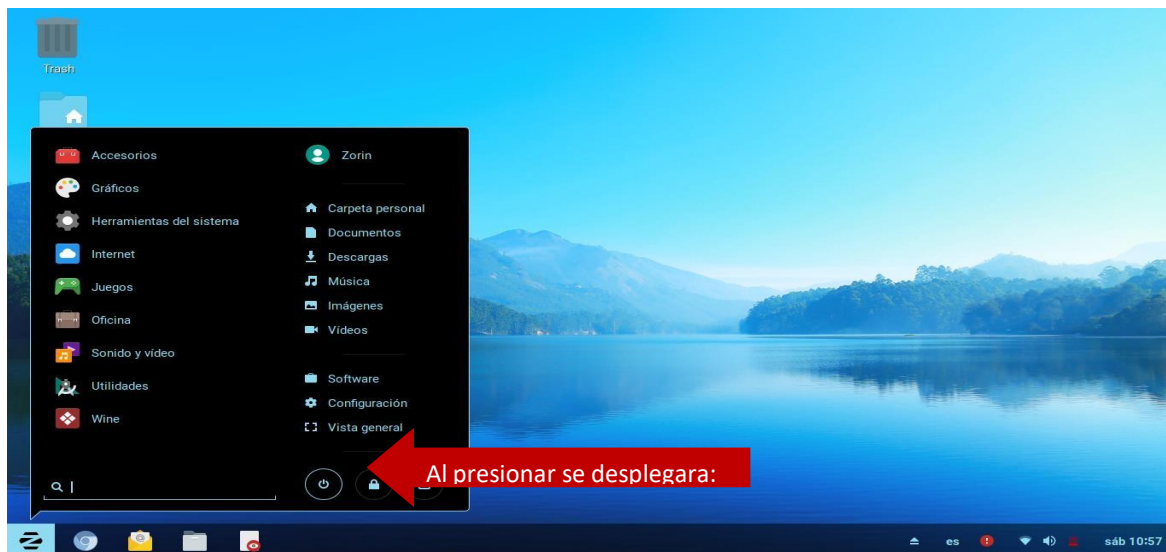 Trash
Accesorios
Gráficos
Herramientas del sistema
Internet
Juegos
Oficina
Sonido y vídeo
Utilidades
Wine
Zorin
Carpeta personal
Documentos
Descargas
Música
Imágenes
Vídeos
Software
Configuración
Vista general
Al presionar se desplegara:
es
sáb 10:57